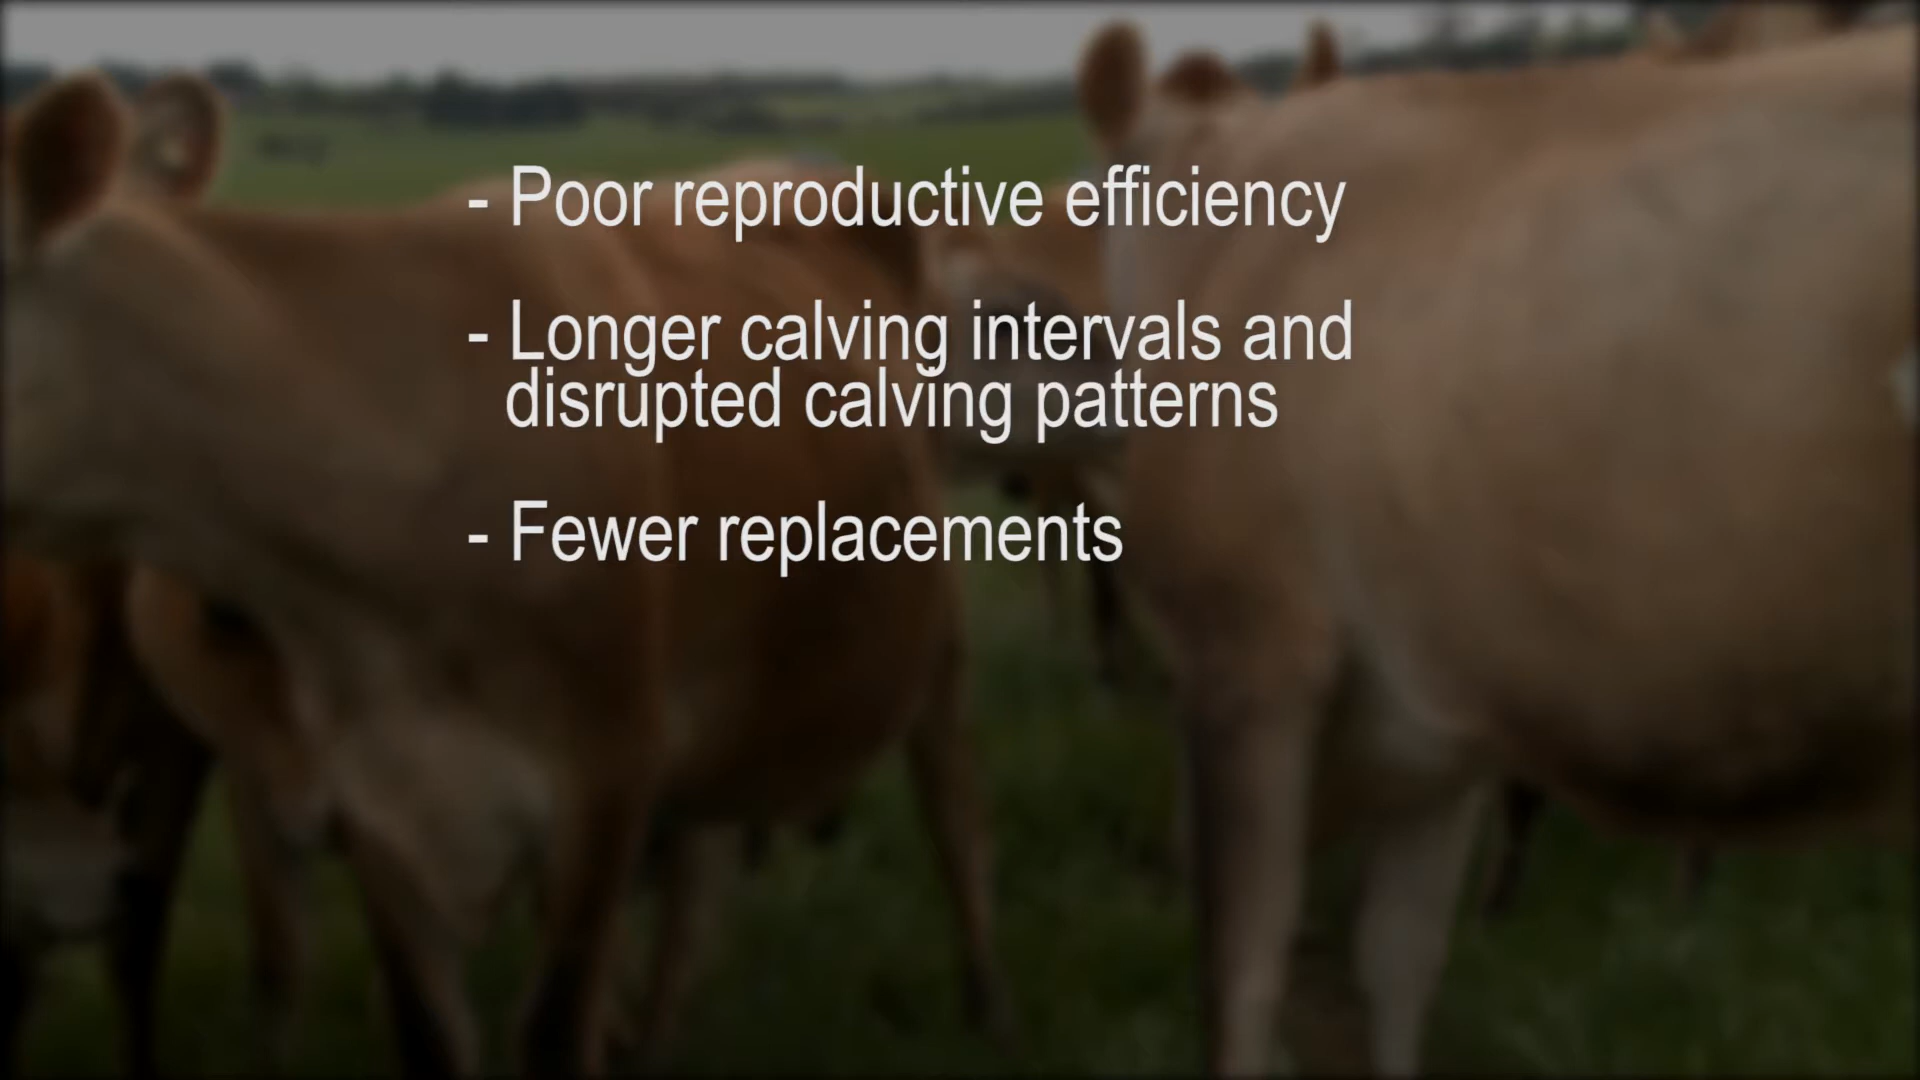 - Poor reproductive efficiency
- Longer calving intervals and
disrupted calving patterns
- Fewer replacements